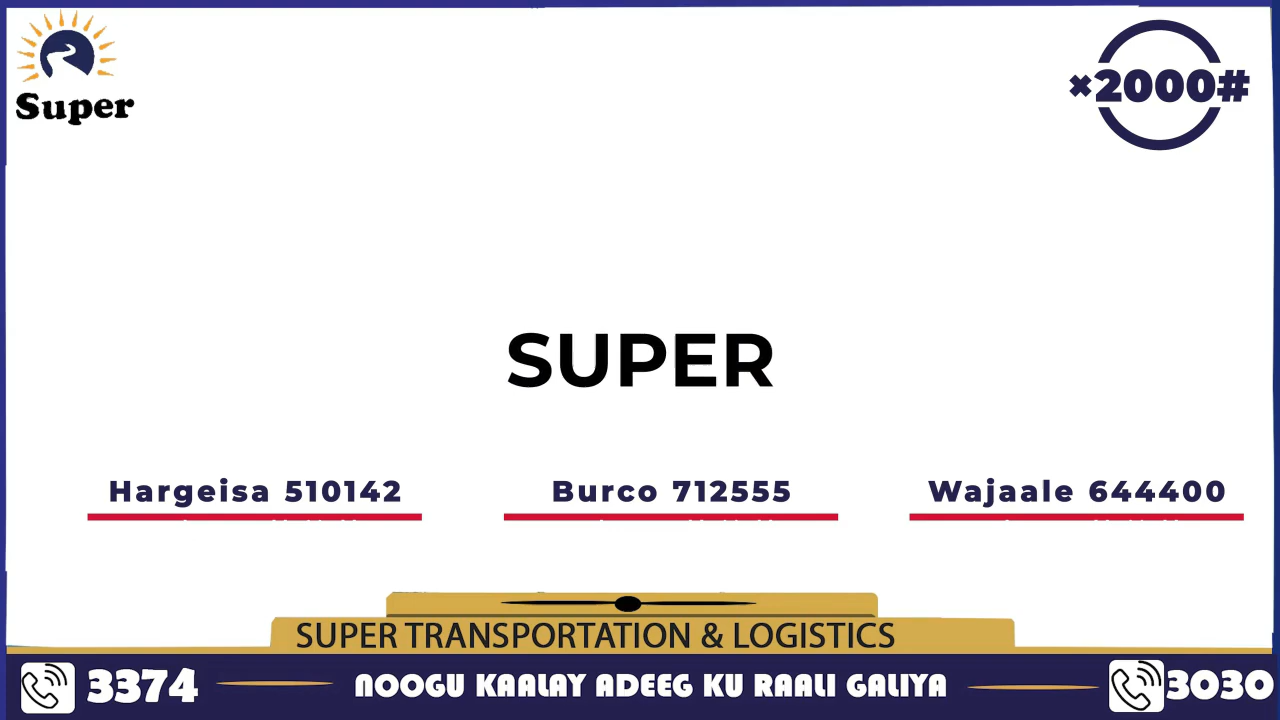 Super
*2000#
SUPER
Hargeisa 510142
Burco 712555
Wajaale 644400
SUPER TRANSPORTATION & LOGISTICS
3374
NOOGU KAALAY ADEEG KU RAALI GALIYA
3030